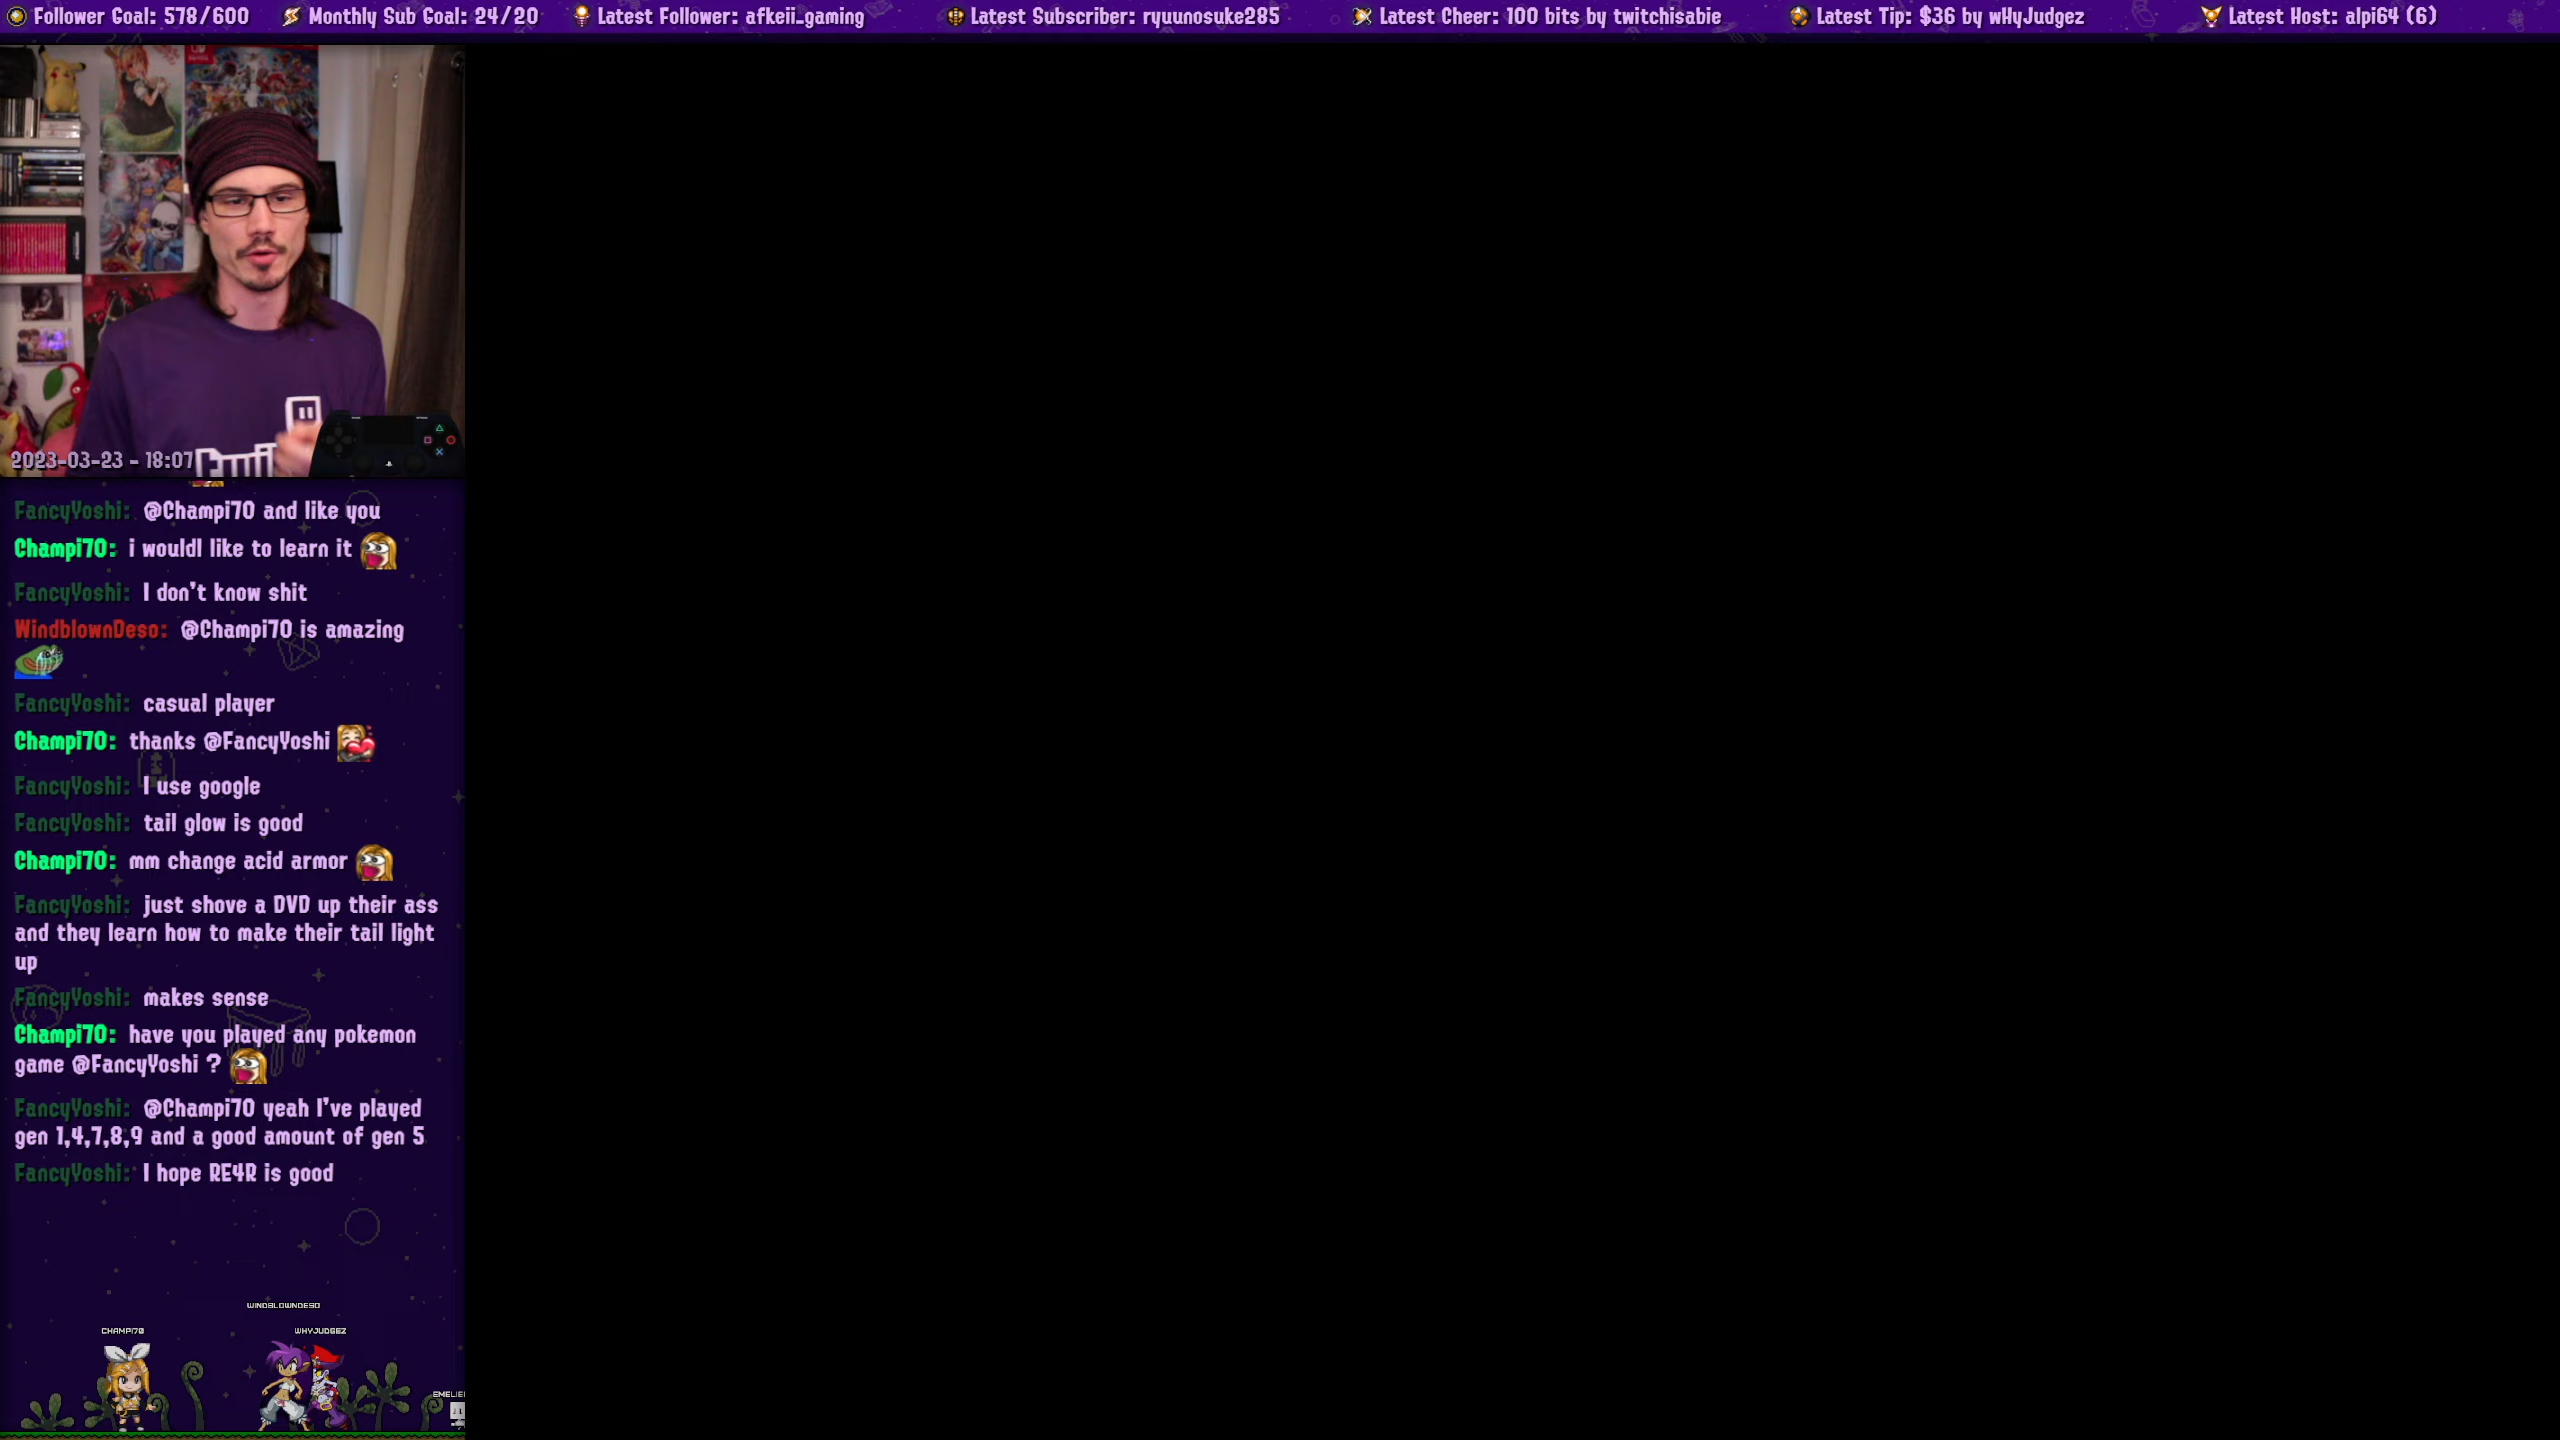 Follower Goal: 578/600
Monthly Sub Goal: 24/20
Latest Follower: afkeii_gaming
Latest Subscriber: ryuunosuke285
Latest Cheer: 100 bits by twitchisabie
Latest Tip: $36 by wHyJudgez
Latest Host: alpi64 (6)
2023-03-23 - 18:07
FancyYoshi: @Champi70 and like you
Champi70: i wouldl like to learn it
FancyYoshi: I don't know shit
WindblownDeso: @Champi70 is amazing
FancyYoshi: casual player
Champi70: thanks @FancyYoshi
FancyYoshi: I use google
FancyYoshi: tail glow is good
Champi70: mm change acid armor
FancyYoshi: just shove a DVD up their ass
and they learn how to make their tail light
up
FancyYoshi: makes sense
Champi70: have you played any pokemon
game @FancyYoshi ?
FancyYoshi: @Champi70 yeah I've played
gen 1,4,7,8,9 and a good amount of gen 5
FancyYoshi: I hope RE4R is good
WINDBLOWNDESO
CHAMPI70
WHYJUDGEZ